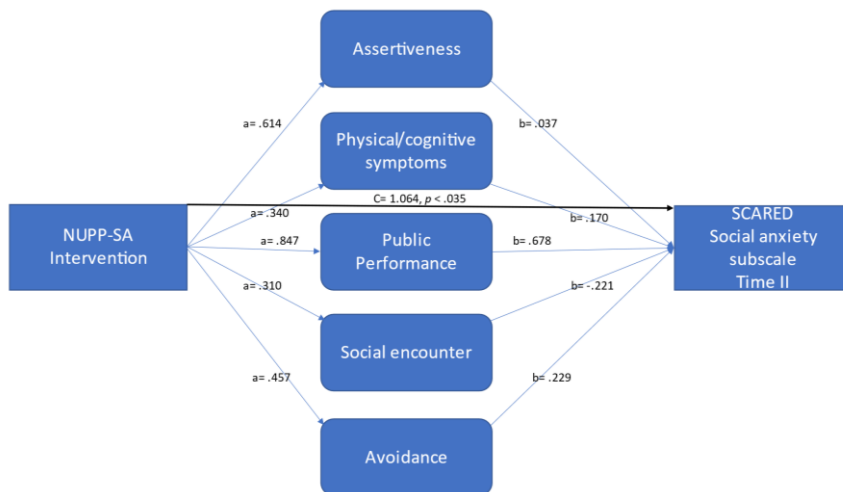 Assertiveness
a= .614
b= .037
Physical/cognitive
symptoms
C= 1.064, p < .035
a= .340
b= .170
NUPP-SA
Intervention
a= .847
Public
Performance
b= .678
SCARED
Social anxiety
subscale
Time II
a= .310
b= -.221
Social encounter
a= .457
b= .229
Avoidance